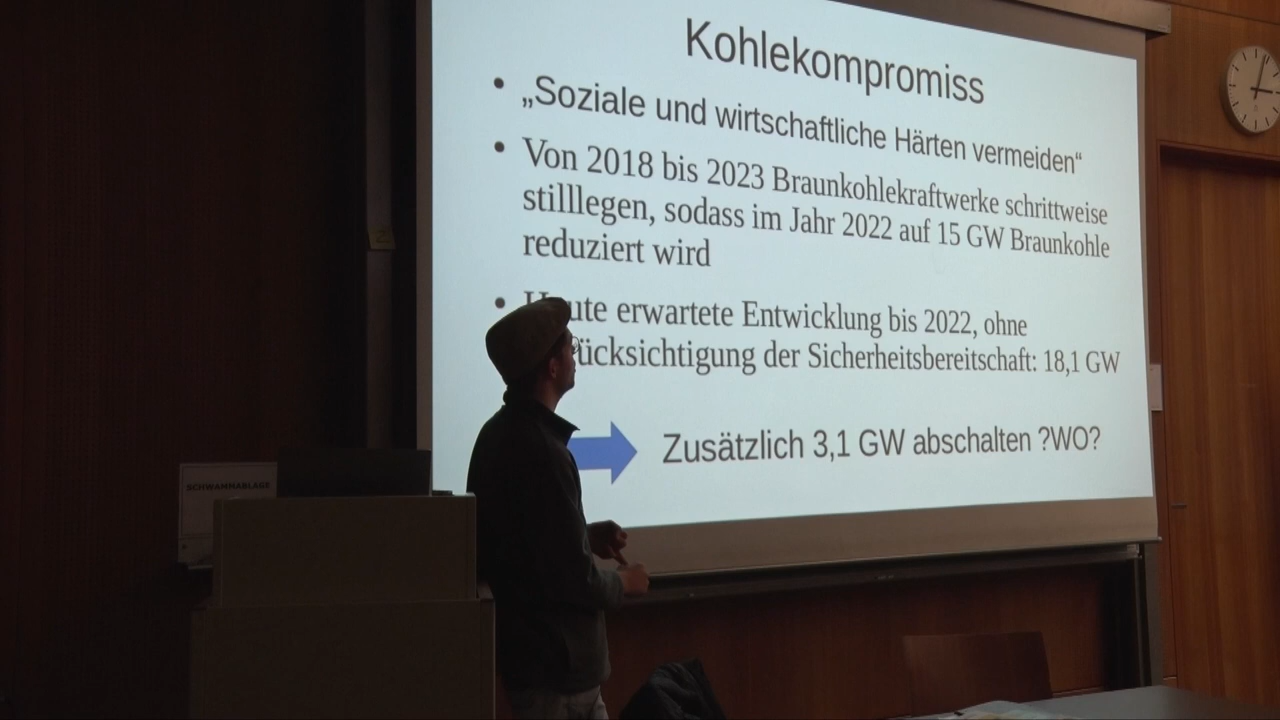 Kohlekompromiss
• „Soziale und wirtschaftliche Härten vermeiden“
• Von 2018 bis 2023 Braunkohlekraftwerke schrittweise
stilllegen, sodass im Jahr 2022 auf 15 GW Braunkohle
reduziert wird
• Heute erwartete Entwicklung bis 2022, ohne
ücksichtigung der Sicherheitsbereitschaft: 18,1 GW
Zusätzlich 3,1 GW abschalten ?WO?
SCHWAMMABLAGE